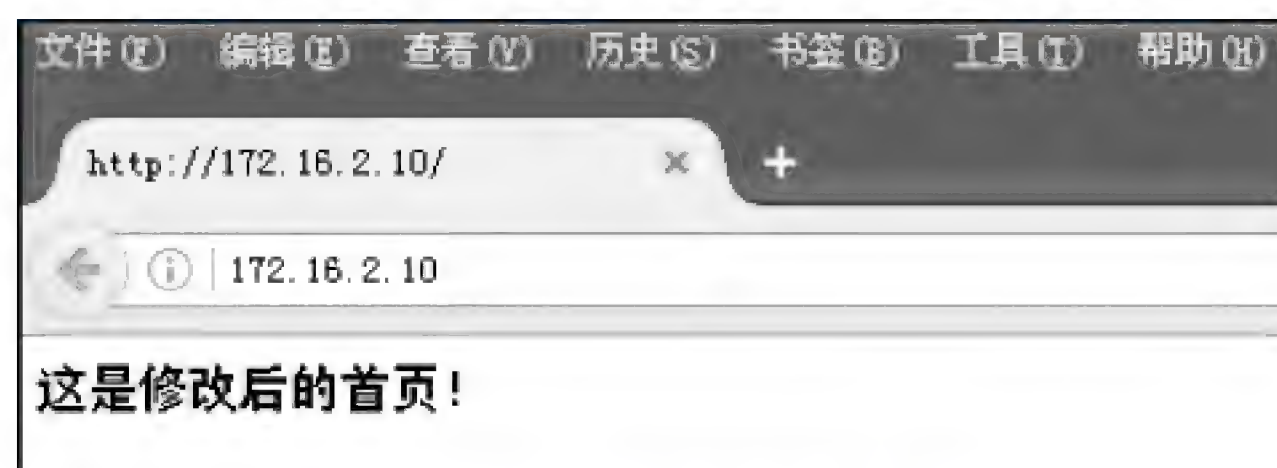 文件(F) 编辑(E) 查看(V) 历史(S) 书签(B) 工具(T) 帮助(H)
http://172.16.2.10/ × +
172.16.2.10
这是修改后的首页!